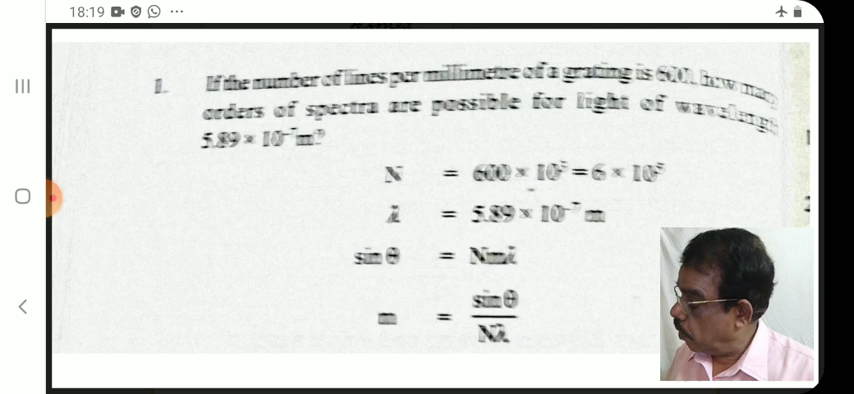 18:19
1. If the number of lines per millimetre of a grating is 600, how many
orders of spectra are possible for light of wavelength
5.89 × 10⁻⁷m?
N = 600 × 10³ = 6 × 10⁵
λ = 5.89 × 10⁻⁷ m
sin θ = Nmλ
m = sin θ / Nλ